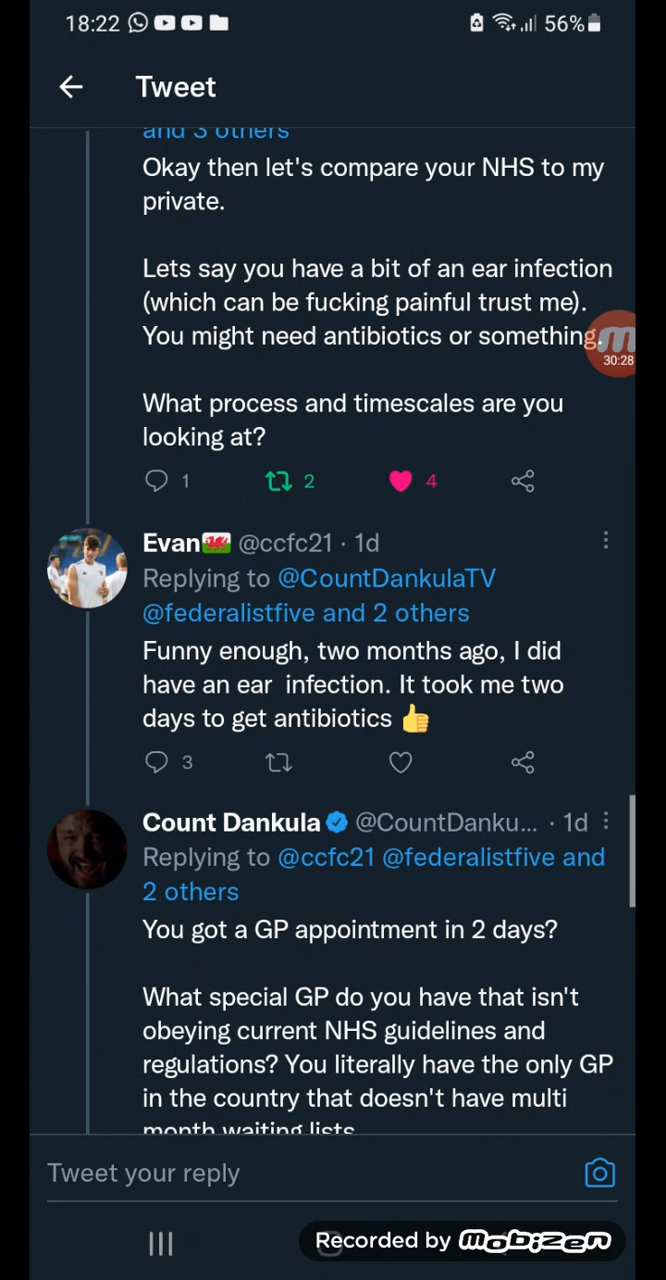 18:22
56%
Tweet
and 3 others
Okay then let's compare your NHS to my
private.
Lets say you have a bit of an ear infection
(which can be fucking painful trust me).
You might need antibiotics or something.
30:28
What process and timescales are you
looking at?
1 2 4
Evan @ccfc21 · 1d
Replying to @CountDankulaTV
@federalistfive and 2 others
Funny enough, two months ago, I did
have an ear infection. It took me two
days to get antibiotics 👍
3
Count Dankula @CountDanku... · 1d
Replying to @ccfc21 @federalistfive and
2 others
You got a GP appointment in 2 days?
What special GP do you have that isn't
obeying current NHS guidelines and
regulations? You literally have the only GP
in the country that doesn't have multi
month waiting lists
Tweet your reply
Recorded by mobizen